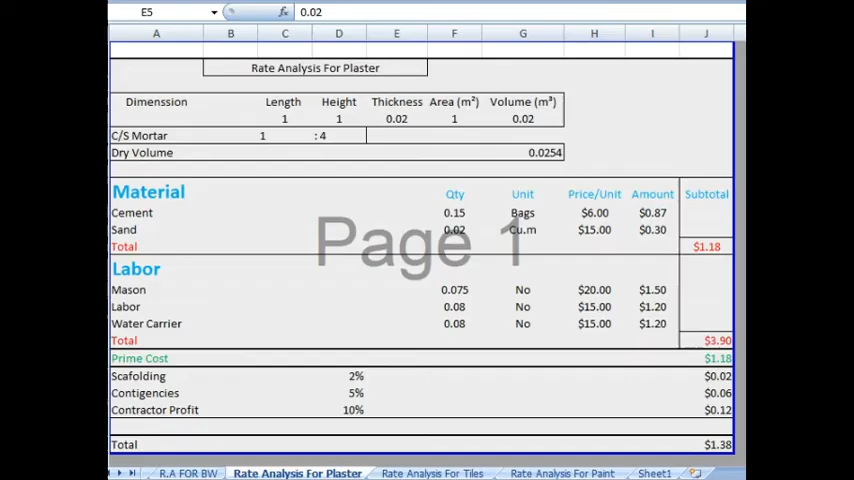 E5 fx 0.02
A B C D E F G H I J
Rate Analysis For Plaster
Dimenssion Length Height Thickness Area (m²) Volume (m³)
1 1 0.02 1 0.02
C/S Mortar 1 : 4
Dry Volume 0.0254
Material Qty Unit Price/Unit Amount Subtotal
Cement 0.15 Bags $6.00 $0.87
Sand 0.02 Cu.m $15.00 $0.30
Page 1
Total $1.18
Labor
Mason 0.075 No $20.00 $1.50
Labor 0.08 No $15.00 $1.20
Water Carrier 0.08 No $15.00 $1.20
Total $3.90
Prime Cost $1.18
Scafolding 2% $0.02
Contigencies 5% $0.06
Contractor Profit 10% $0.12
Total $1.38
R.A FOR BW Rate Analysis For Plaster Rate Analysis For Tiles Rate Analysis For Paint Sheet1